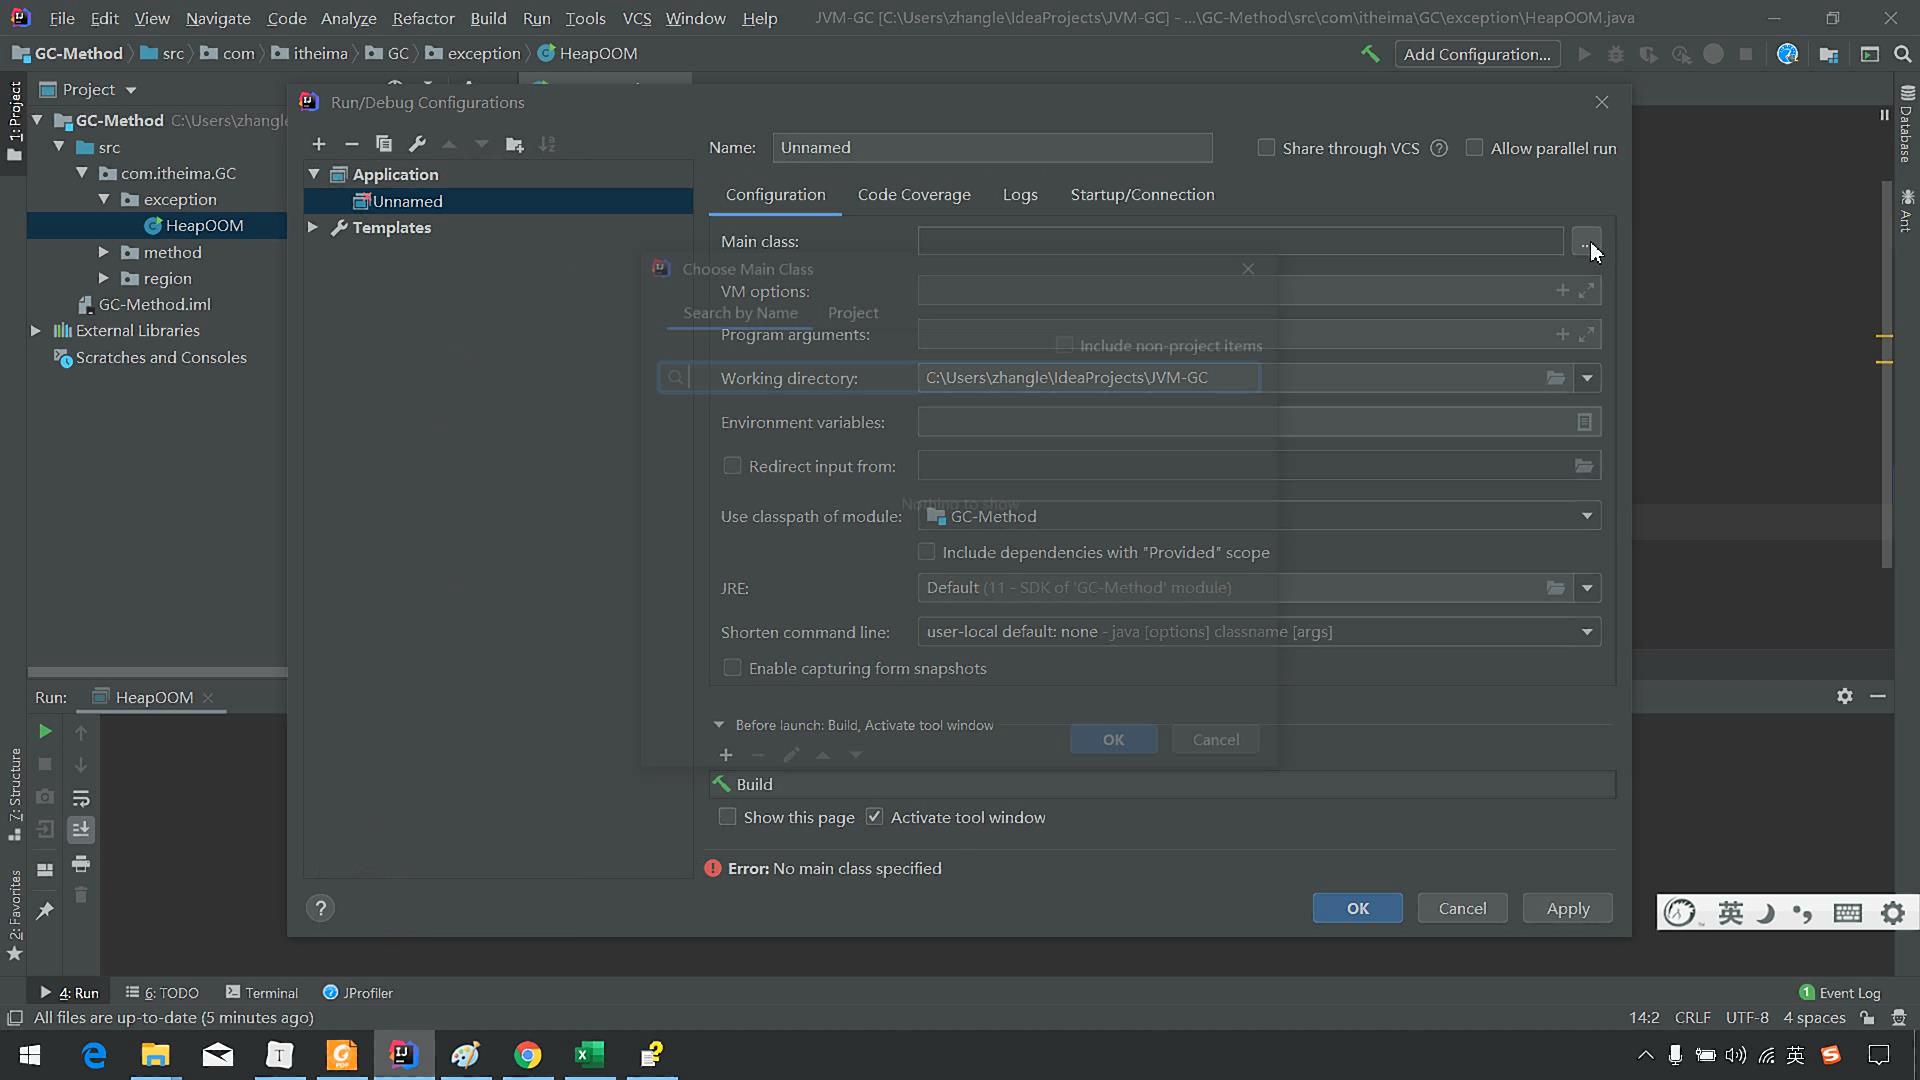 File Edit View Navigate Code Analyze Refactor Build Run Tools VCS Window Help JVM-GC [C:\Users\zhangle\IdeaProjects\JVM-GC] - ...\GC-Method\src\com\itheima\GC\exception\HeapOOM.java
GC-Method src com itheima GC exception HeapOOM Add Configuration...
Project
1: Project
GC-Method C:\Users\zhangle
src
com.itheima.GC
exception
HeapOOM
method
region
GC-Method.iml
External Libraries
Scratches and Consoles
Run/Debug Configurations
Application
Unnamed
Templates
Name: Unnamed Share through VCS Allow parallel run
Configuration Code Coverage Logs Startup/Connection
Main class: ...
Choose Main Class
VM options:
Search by Name Project
Program arguments:
Include non-project items
Working directory: C:\Users\zhangle\IdeaProjects\JVM-GC
Environment variables:
Redirect input from:
Nothing to show
Use classpath of module: GC-Method
Include dependencies with "Provided" scope
JRE: Default (11 - SDK of 'GC-Method' module)
Shorten command line: user-local default: none - java [options] classname [args]
Enable capturing form snapshots
Before launch: Build, Activate tool window
OK Cancel
Build
Show this page Activate tool window
Error: No main class specified
? OK Cancel Apply
Database
Ant
Run: HeapOOM
7: Structure
2: Favorites
英
4: Run 6: TODO Terminal JProfiler 1 Event Log
All files are up-to-date (5 minutes ago) 14:2 CRLF UTF-8 4 spaces
英